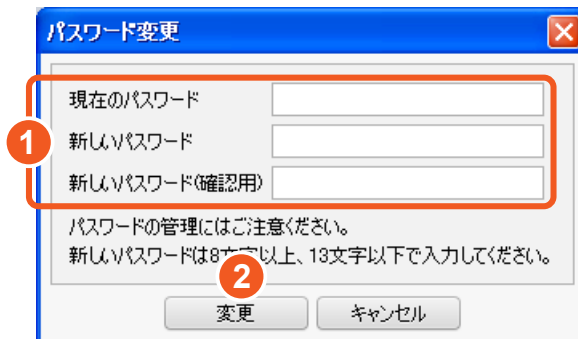 パスワード変更
現在のパスワード
1
新しいパスワード
新しいパスワード(確認用)
パスワードの管理にはご注意ください。
新しいパスワードは8文字以上、13文字以下で入力してください。
2
変更 キャンセル